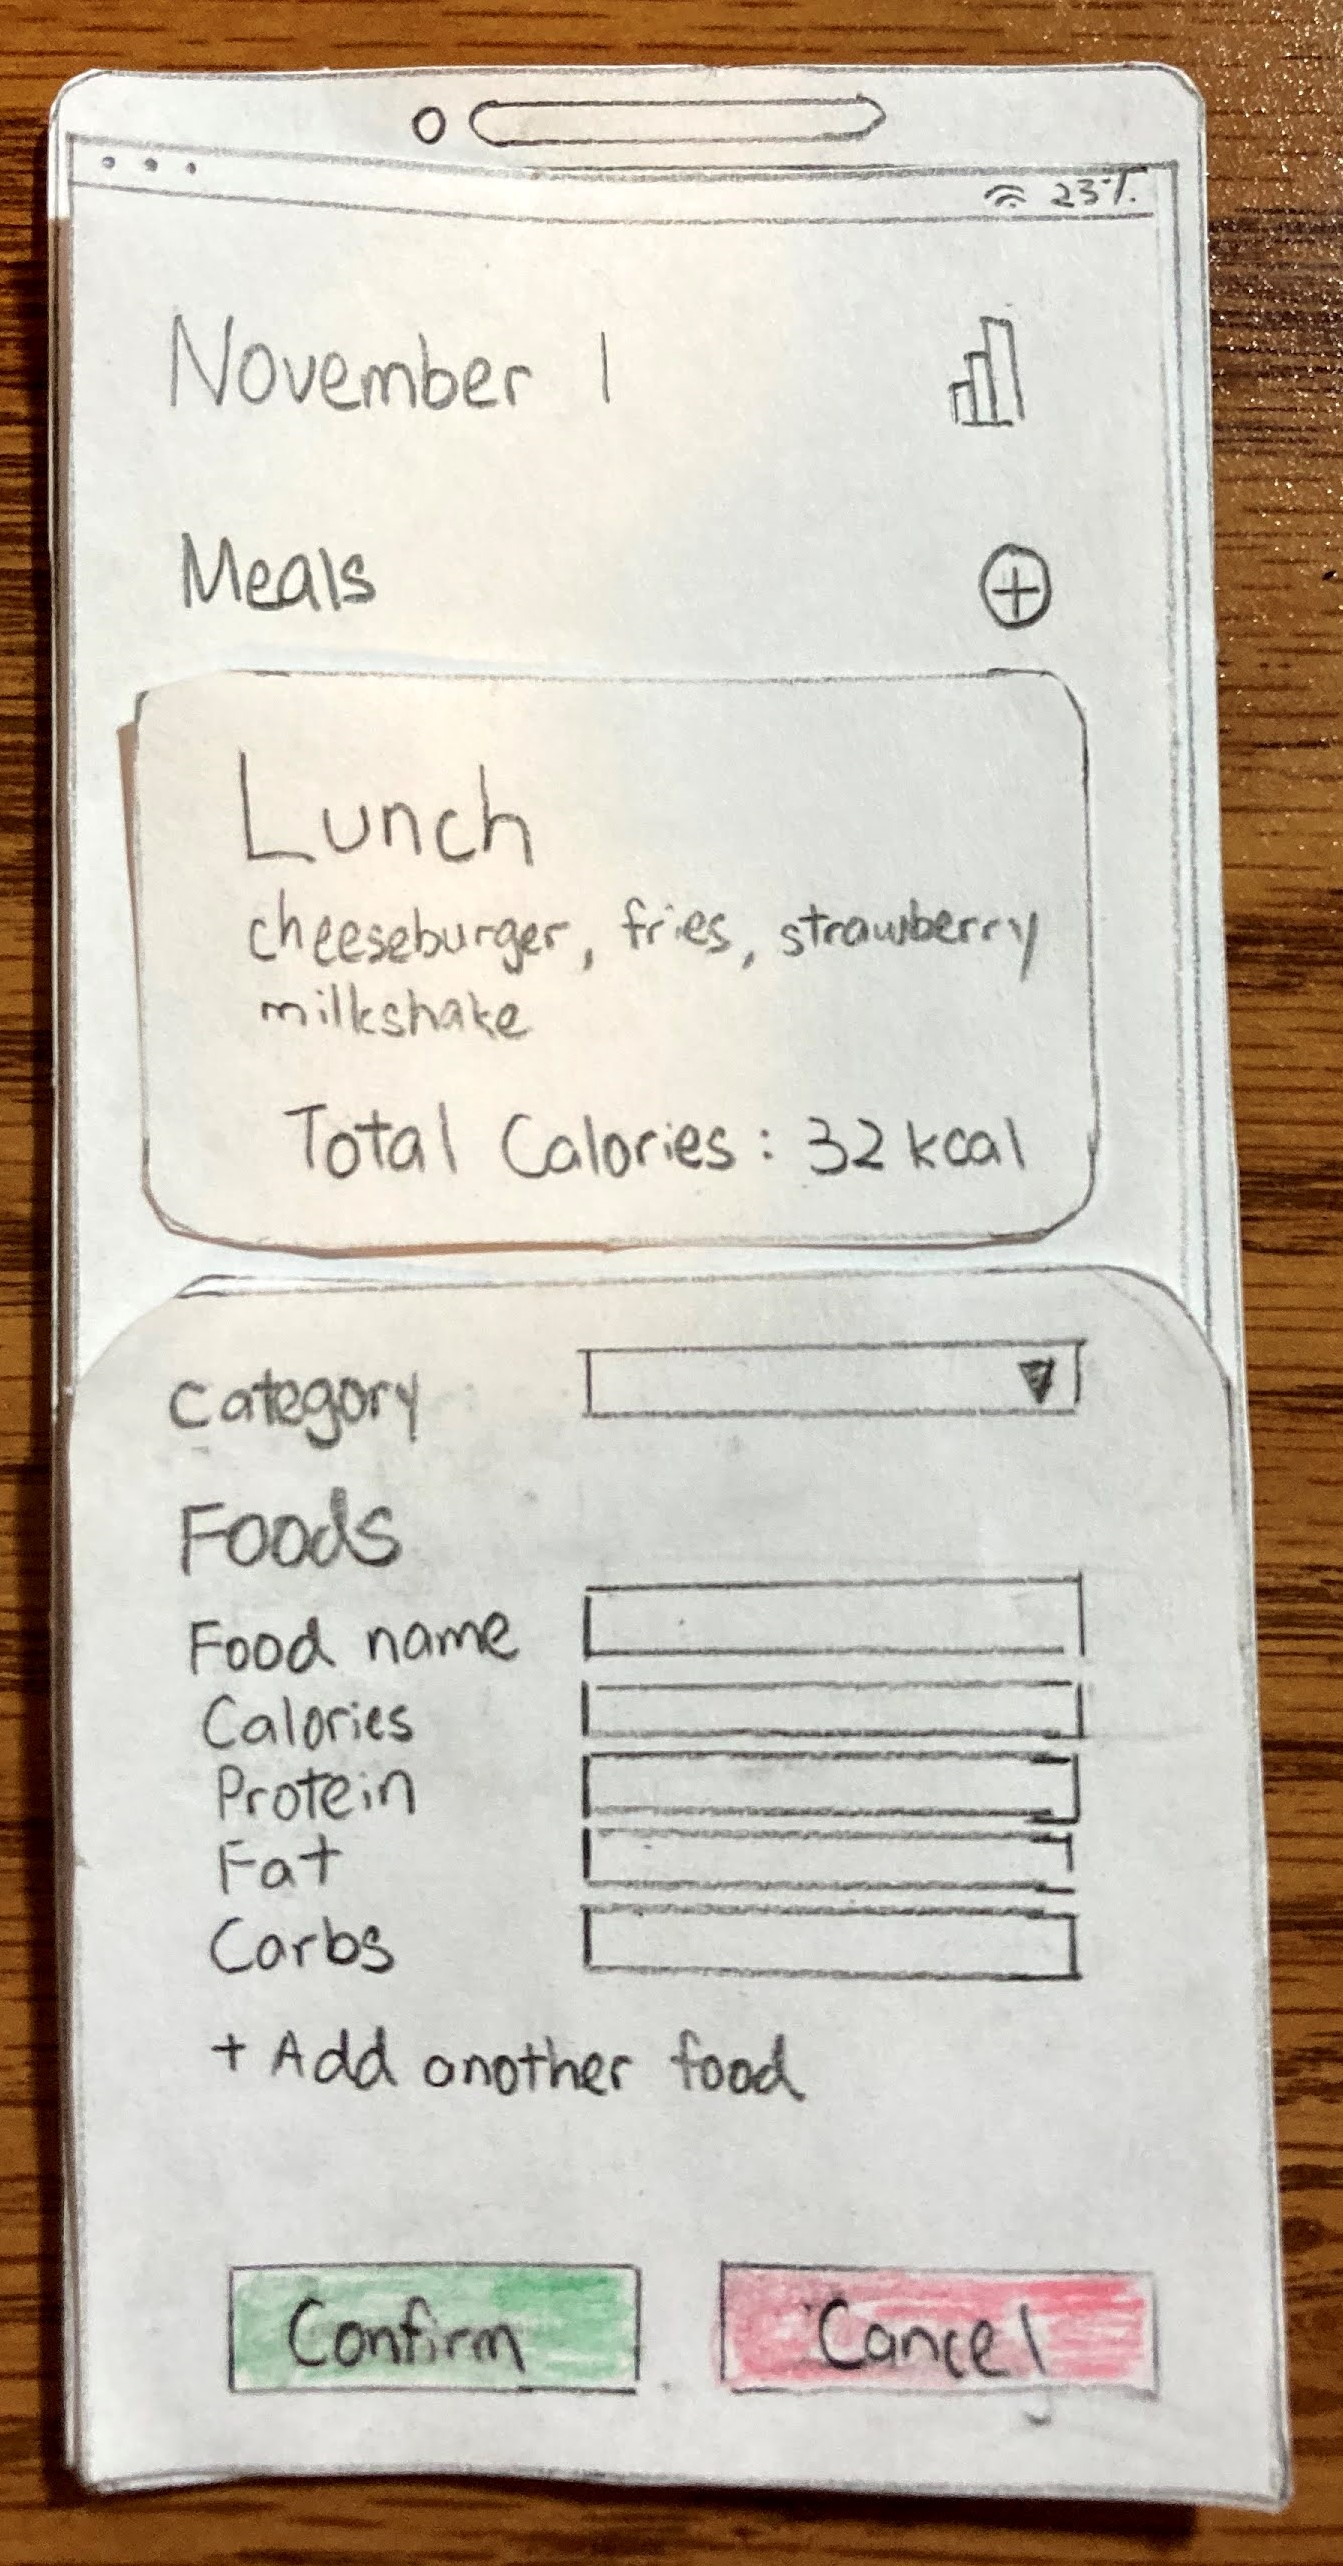 23%
November 1
Meals
Lunch
cheeseburger, fries, strawberry
milkshake
Total Calories: 32 kcal
Category
Foods
Food name
Calories
Protein
Fat
Carbs
+ Add another food
Confirm
Cancel